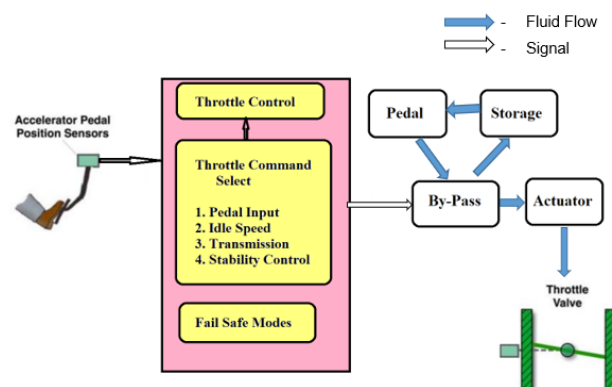 - Fluid Flow
- Signal
Accelerator Pedal
Position Sensors
Throttle Control
Throttle Command
Select
1. Pedal Input
2. Idle Speed
3. Transmission
4. Stability Control
Fail Safe Modes
Pedal
Storage
By-Pass
Actuator
Throttle
Valve